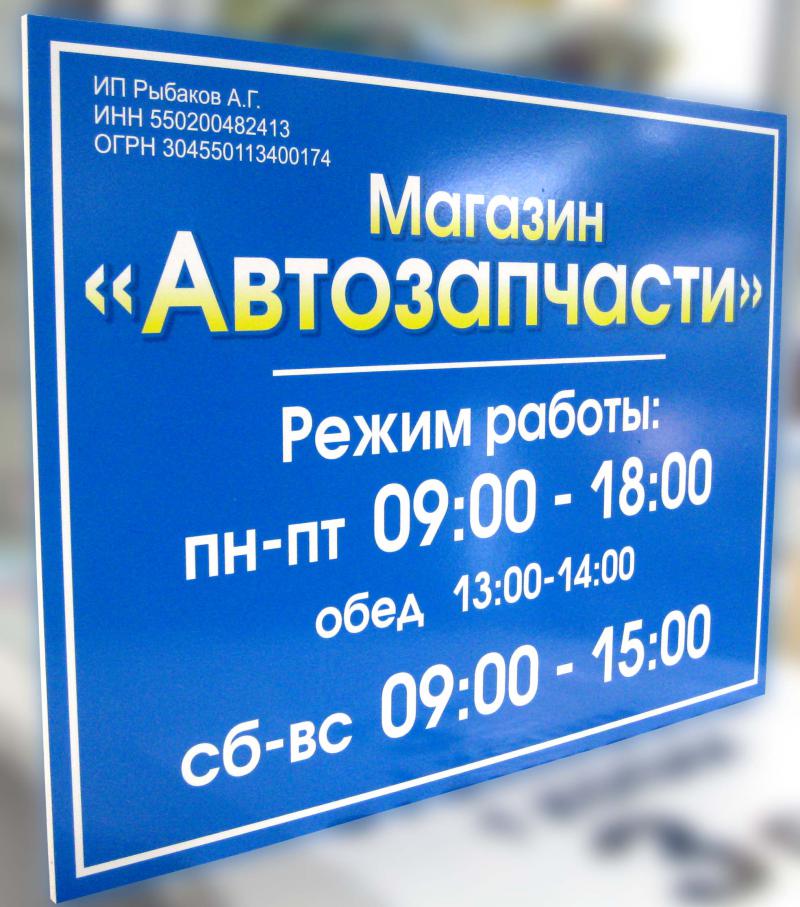 ИП Рыбаков А.Г.
ИНН 550200482413
ОГРН 304550113400174
Магазин
«Автозапчасти»
Режим работы:
пн-пт 09:00 - 18:00
обед 13:00-14:00
сб-вс 09:00 - 15:00